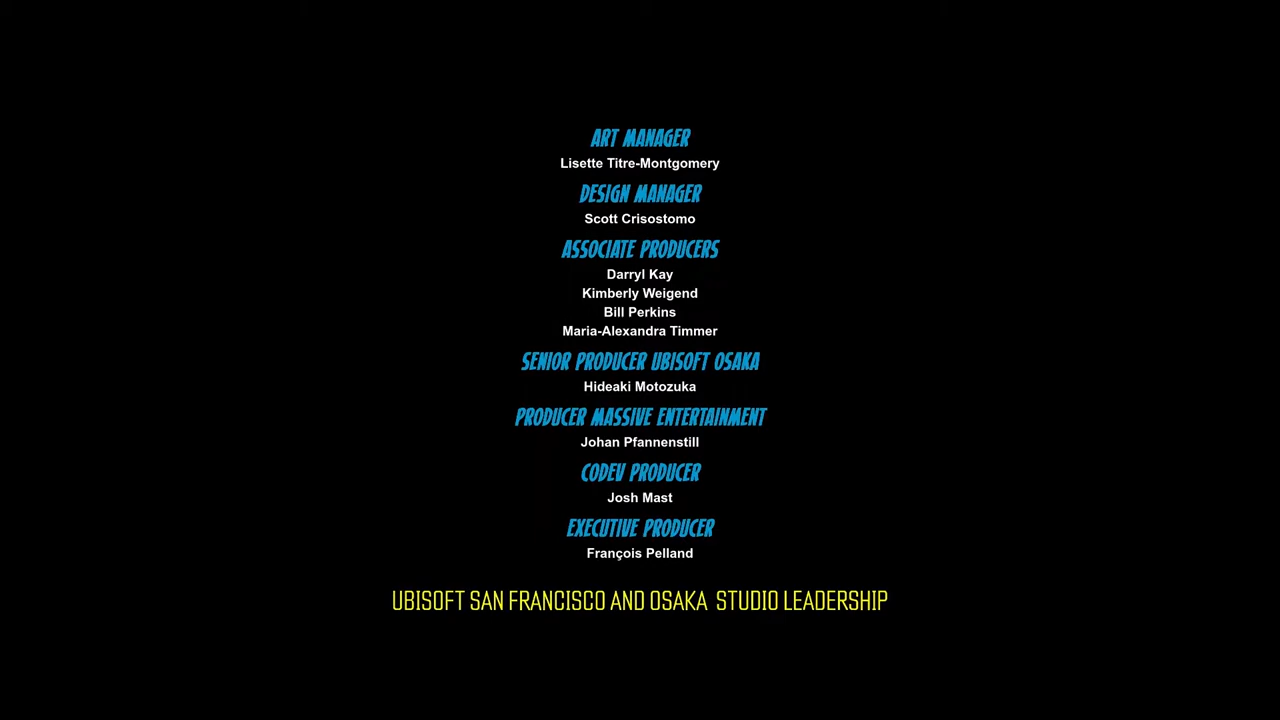 ART MANAGER
Lisette Titre-Montgomery
DESIGN MANAGER
Scott Crisostomo
ASSOCIATE PRODUCERS
Darryl Kay
Kimberly Weigend
Bill Perkins
Maria-Alexandra Timmer
SENIOR PRODUCER UBISOFT OSAKA
Hideaki Motozuka
PRODUCER MASSIVE ENTERTAINMENT
Johan Pfannenstill
CODEV PRODUCER
Josh Mast
EXECUTIVE PRODUCER
François Pelland
UBISOFT SAN FRANCISCO AND OSAKA STUDIO LEADERSHIP